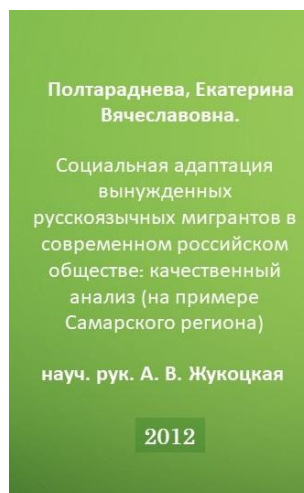 Полтараднева, Екатерина
Вячеславовна.
Социальная адаптация
вынужденных
русскоязычных мигрантов в
современном российском
обществе: качественный
анализ (на примере
Самарского региона)
науч. рук. А. В. Жукоцкая
2012